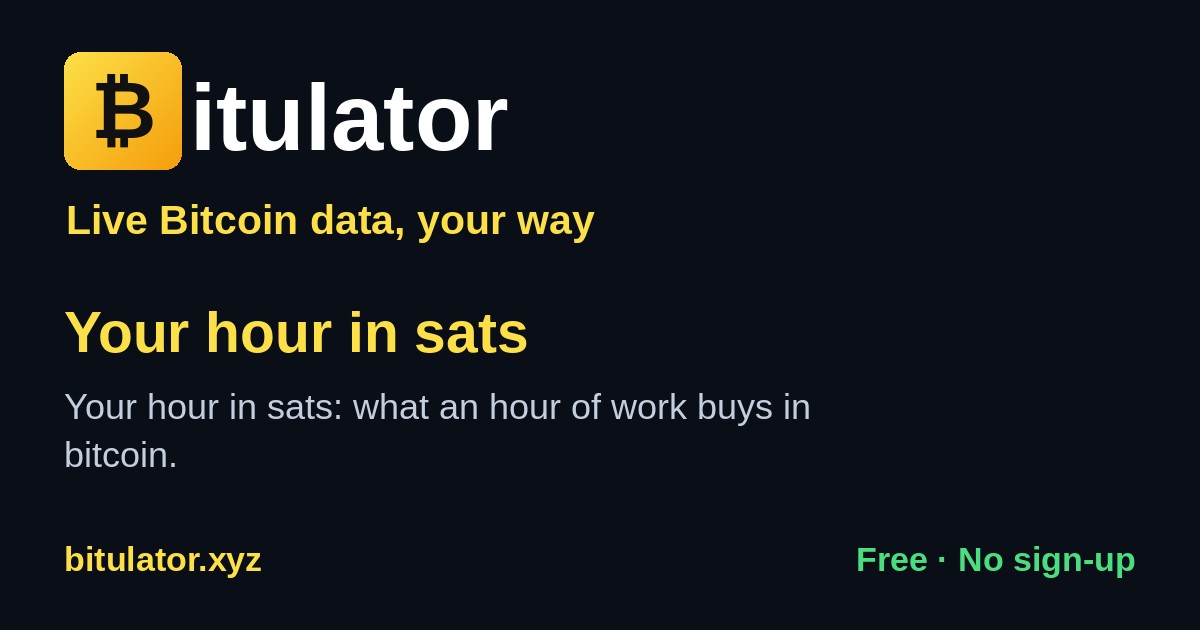 ₿itulator
Live Bitcoin data, your way
Your hour in sats
Your hour in sats: what an hour of work buys in
bitcoin.
bitulator.xyz
Free · No sign-up